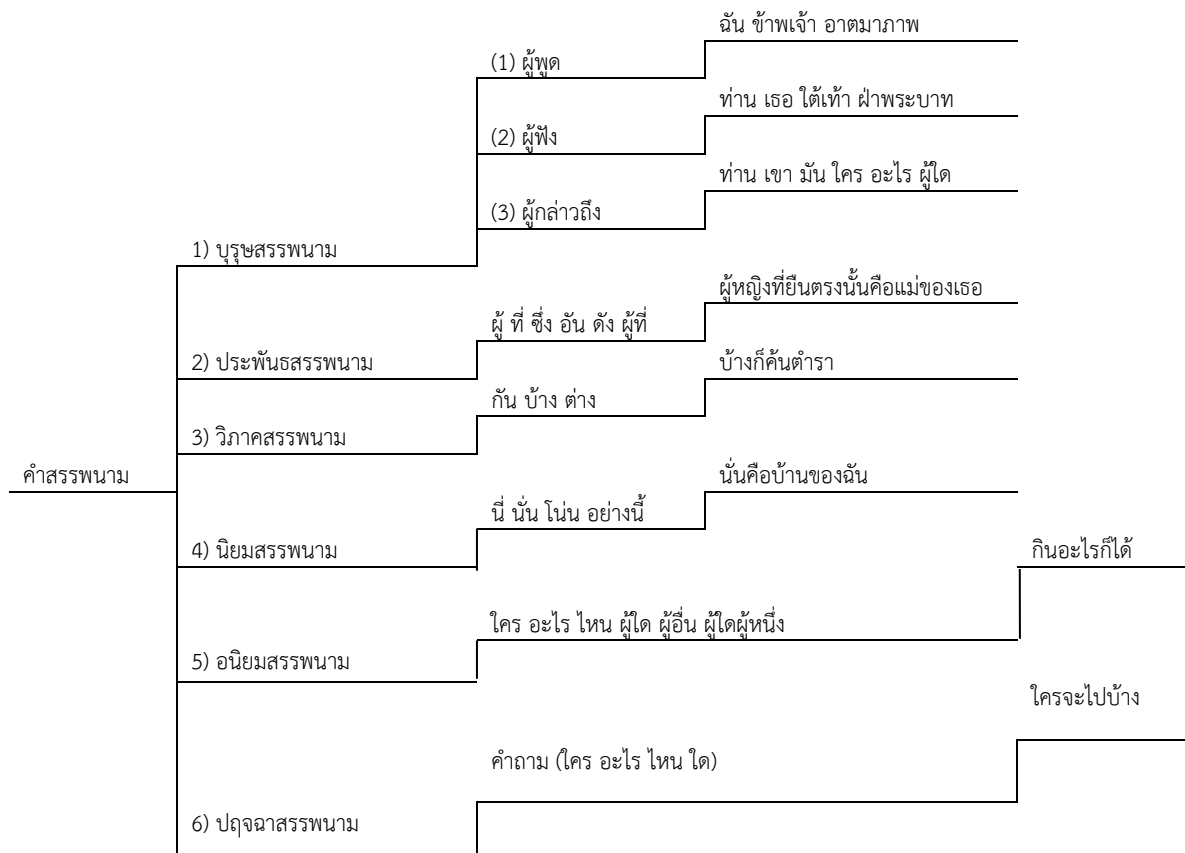 ฉัน ข้าพเจ้า อาตมาภาพ
(1) ผู้พูด
ท่าน เธอ ใต้เท้า ฝ่าพระบาท
(2) ผู้ฟัง
ท่าน เขา มัน ใคร อะไร ผู้ใด
(3) ผู้กล่าวถึง
1) บุรุษสรรพนาม
ผู้หญิงที่ยืนตรงนั้นคือแม่ของเธอ
ผู้ ที่ ซึ่ง อัน ดัง ผู้ที่
2) ประพันธสรรพนาม
บ้างก็ค้นตำรา
กัน บ้าง ต่าง
3) วิภาคสรรพนาม
คำสรรพนาม
นั่นคือบ้านของฉัน
นี่ นั่น โน่น อย่างนี้
4) นิยมสรรพนาม
กินอะไรก็ได้
ใคร อะไร ไหน ผู้ใด ผู้อื่น ผู้ใดผู้หนึ่ง
5) อนิยมสรรพนาม
ใครจะไปบ้าง
คำถาม (ใคร อะไร ไหน ใด)
6) ปฤจฉาสรรพนาม